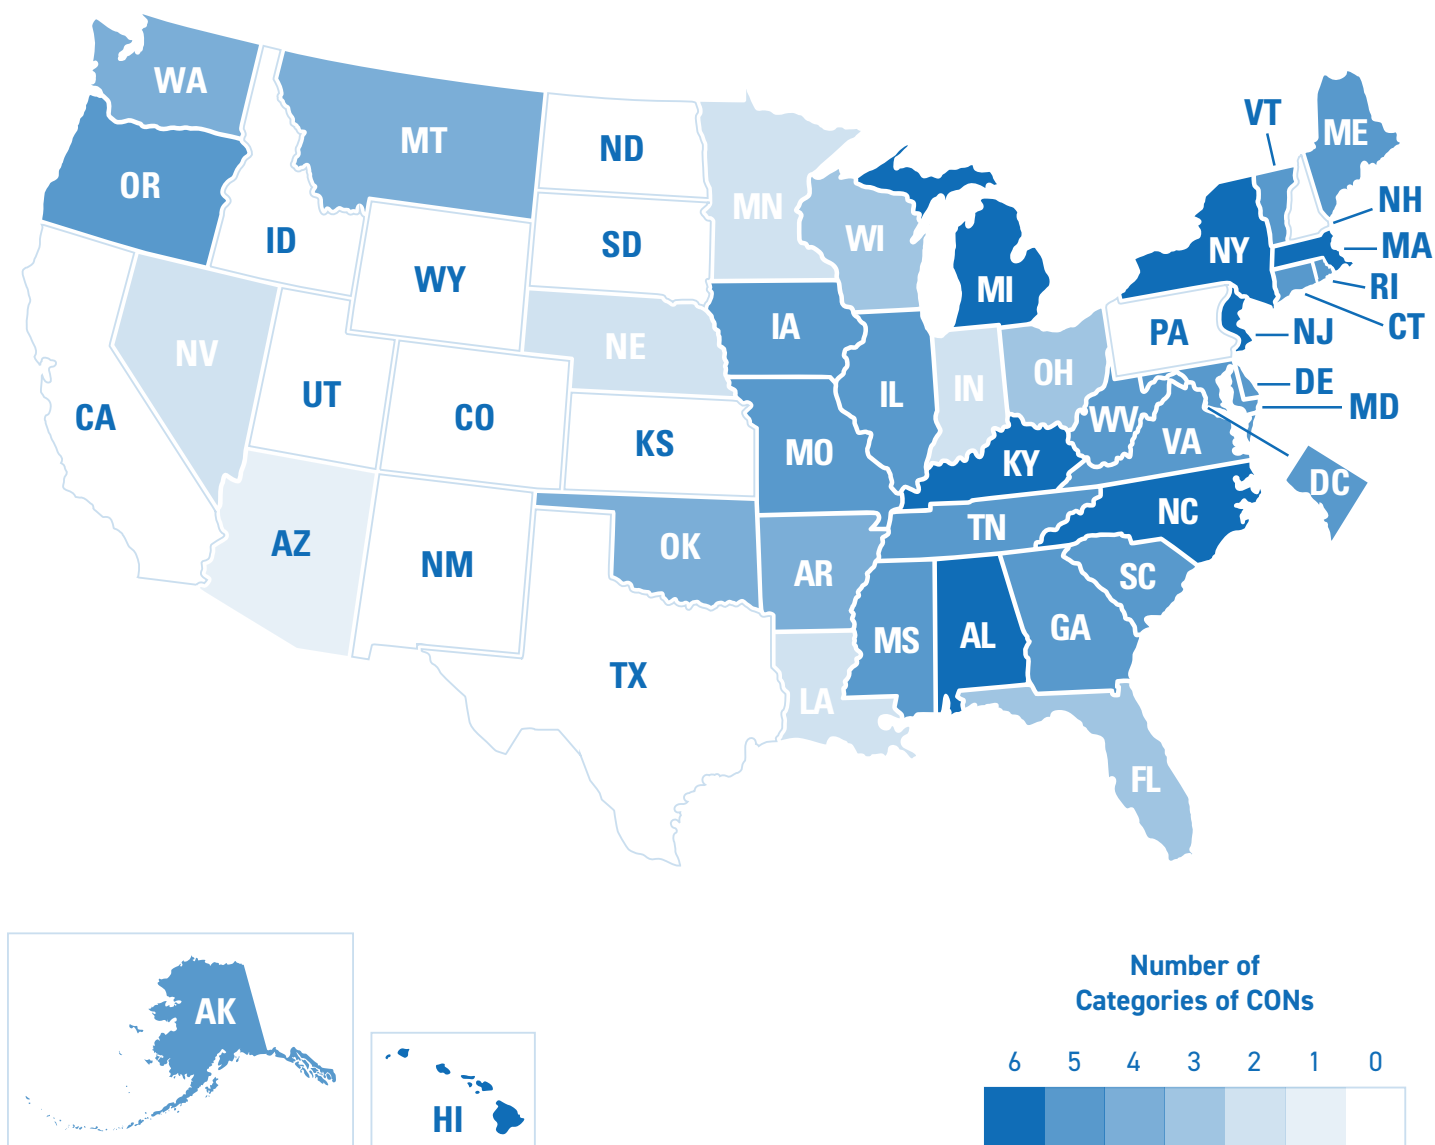 WA
MT
ND
VT
ME
OR
MN
NH
ID
SD
WI
NY
MA
WY
MI
RI
IA
PA
NJ
CT
NV
NE
UT
IL
IN
OH
DE
MD
CA
CO
KS
MO
WV
VA
KY
DC
AZ
NM
OK
AR
TN
NC
SC
TX
MS
AL
GA
LA
FL
AK
HI
Number of
Categories of CONs
6 5 4 3 2 1 0